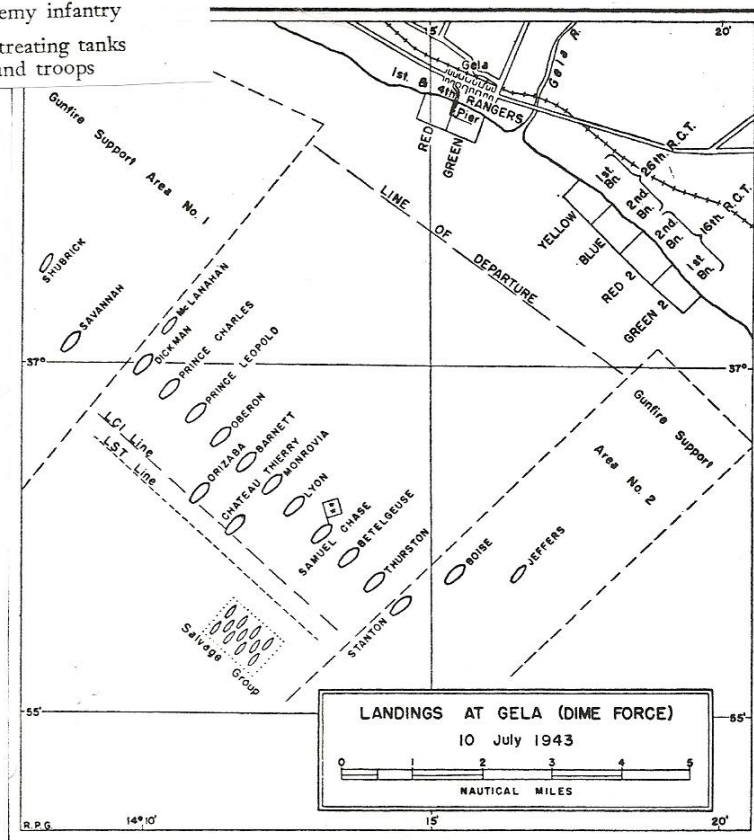 emy infantry
treating tanks
nd troops
5'
20'
Gela
Gela R.
1st. &
4th
RANGERS
Pier
RED
GREEN
26th. R.C.T.
16th. R.C.T.
1st. Bn.
2nd. Bn.
2nd. Bn.
1st Bn.
YELLOW
BLUE
RED 2
GREEN 2
Gunfire Support
Area No. 1
LINE OF DEPARTURE
SHUBRICK
SAVANNAH
McLANAHAN
DICKMAN
PRINCE CHARLES
PRINCE LEOPOLD
OBERON
BARNETT
ORIZABA
CHATEAU THIERRY
MONROVIA
LYON
SAMUEL CHASE
BETELGEUSE
THURSTON
STANTON
BOISE
JEFFERS
37°
37°
LCI Line
LST Line
Gunfire Support
Area No. 2
Salvage Group
55'
55'
LANDINGS AT GELA (DIME FORCE)
10 July 1943
0 1 2 3 4 5
NAUTICAL MILES
R.P.G.
14°10'
15'
20'